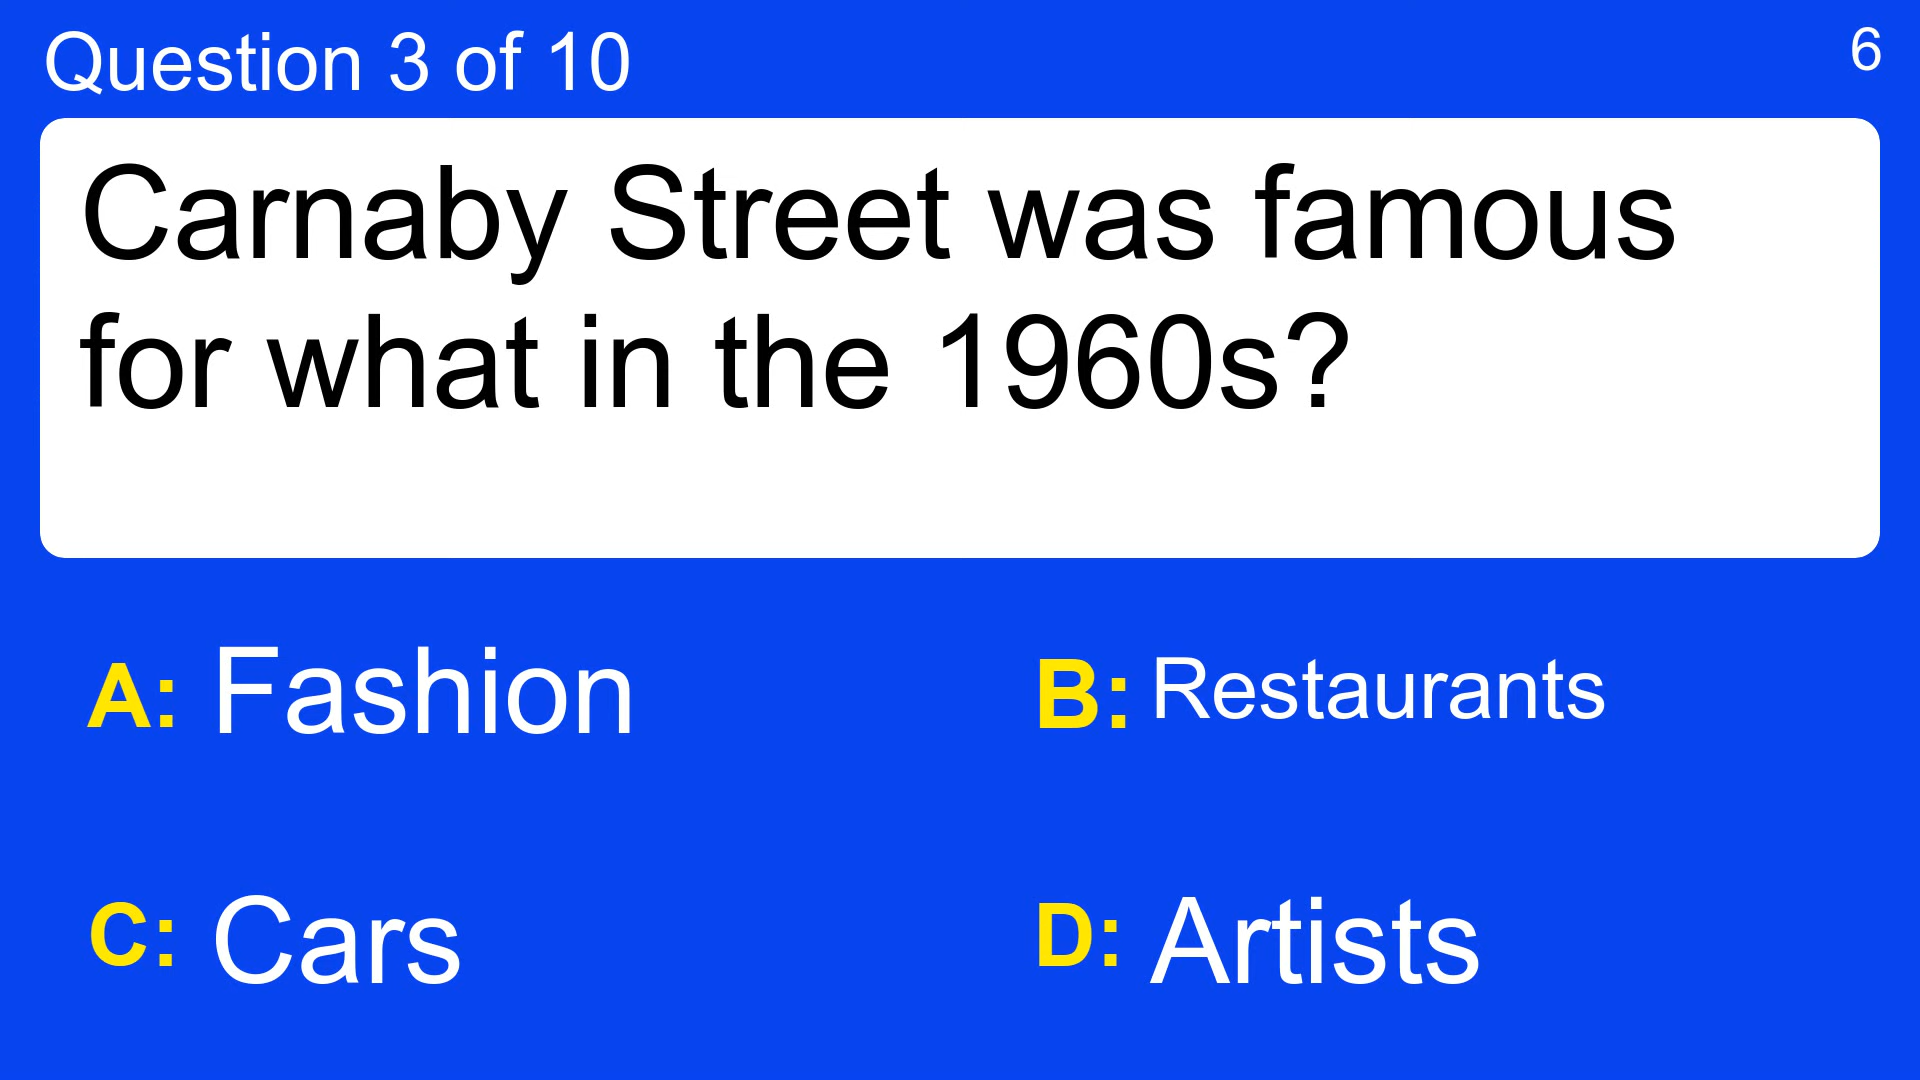 Question 3 of 10
6
Carnaby Street was famous
for what in the 1960s?
A: Fashion
B: Restaurants
C: Cars
D: Artists